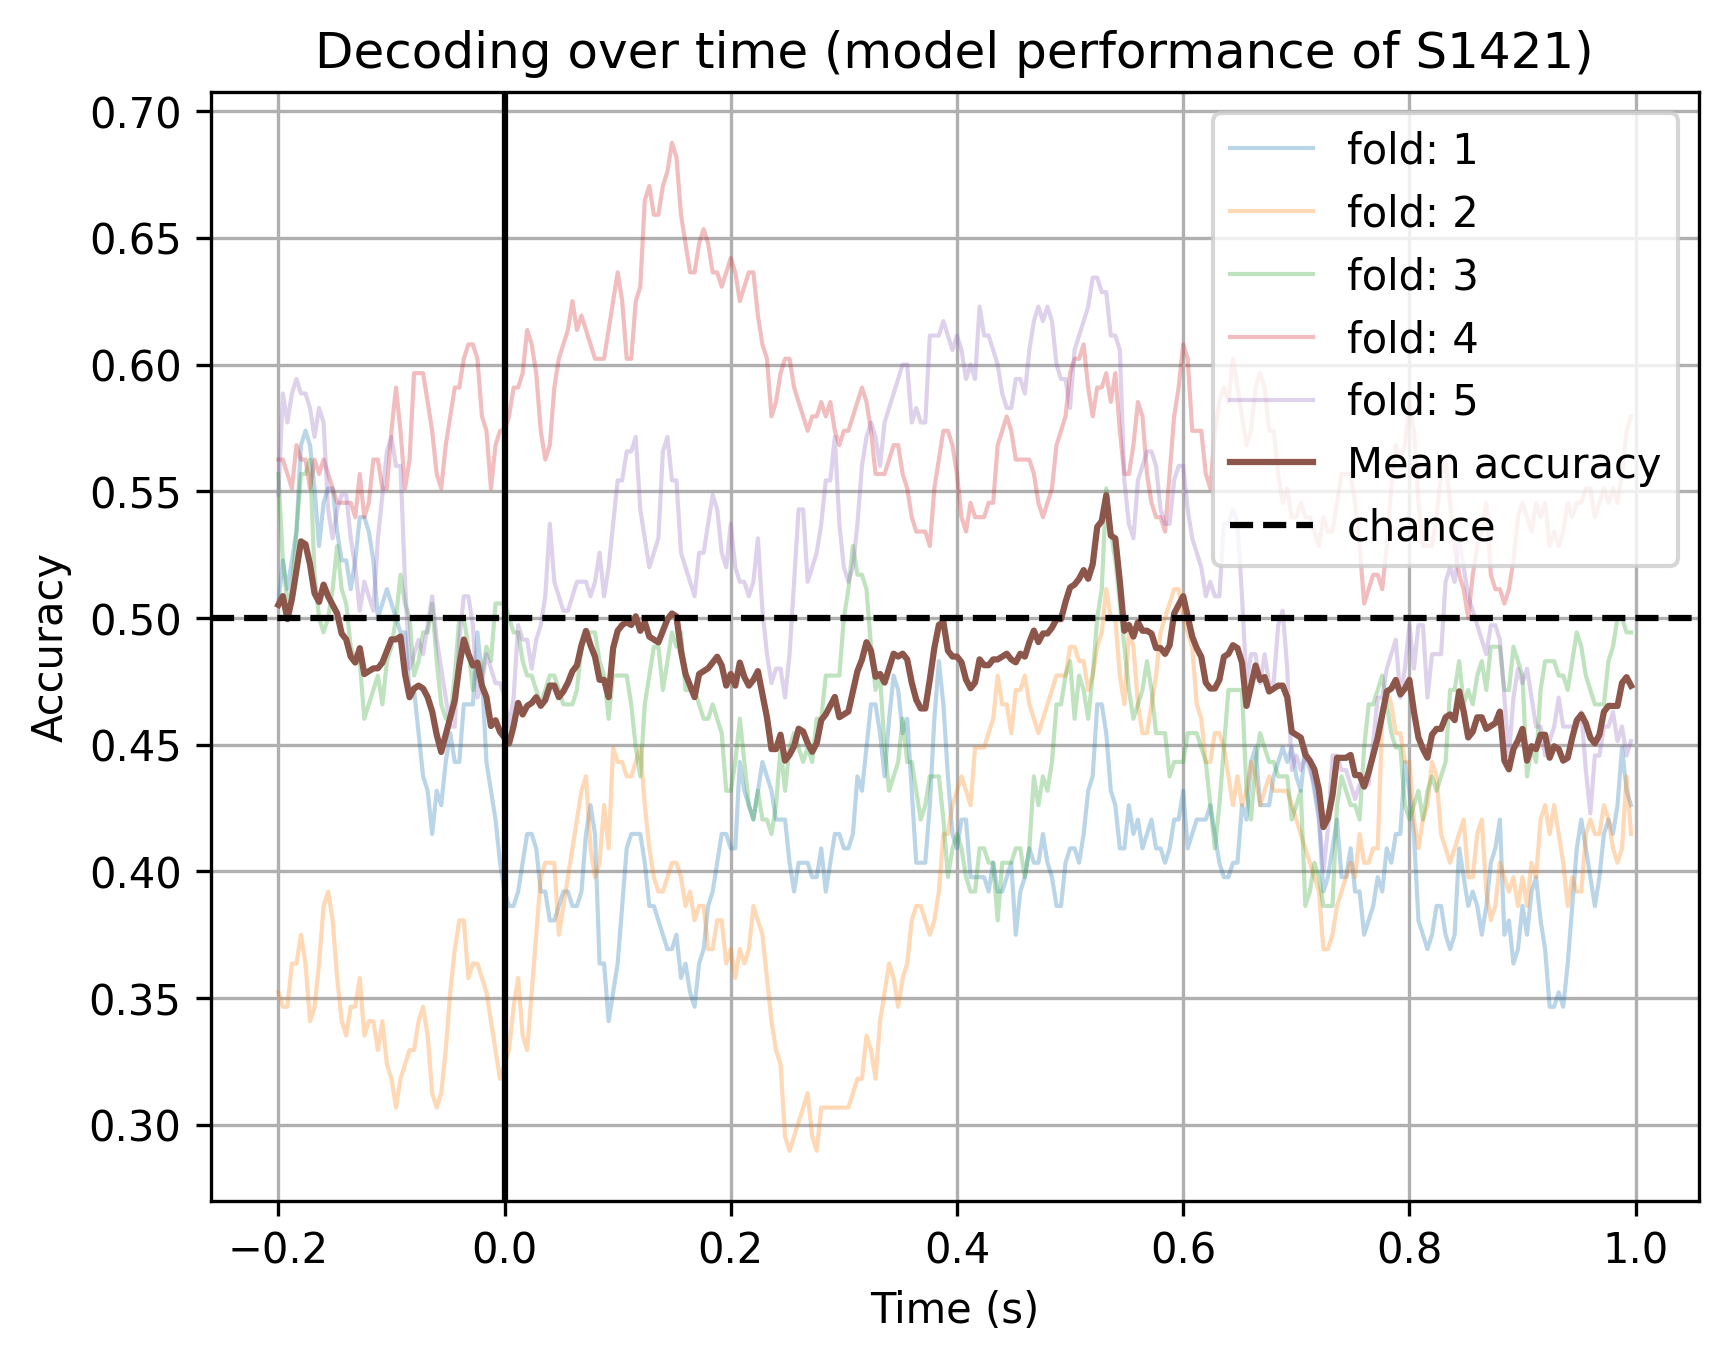 Decoding over time (model performance of S1421)
0.70
0.65
0.60
0.55
0.50
0.45
0.40
0.35
0.30
Accuracy
fold: 1
fold: 2
fold: 3
fold: 4
fold: 5
Mean accuracy
chance
−0.2 0.0 0.2 0.4 0.6 0.8 1.0
Time (s)